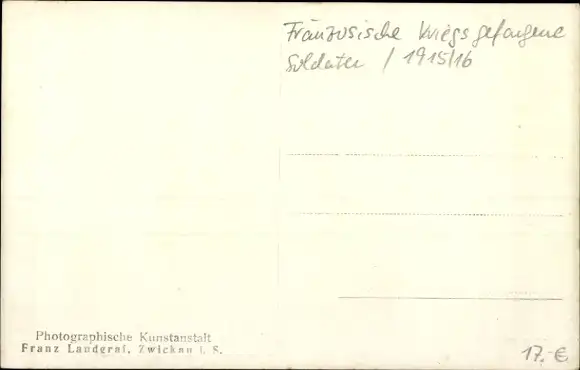 Französische Kriegsgefangene
Soldaten / 1915/16
Photographische Kunstanstalt
Franz Landgraf, Zwickau i. S.
17.-€